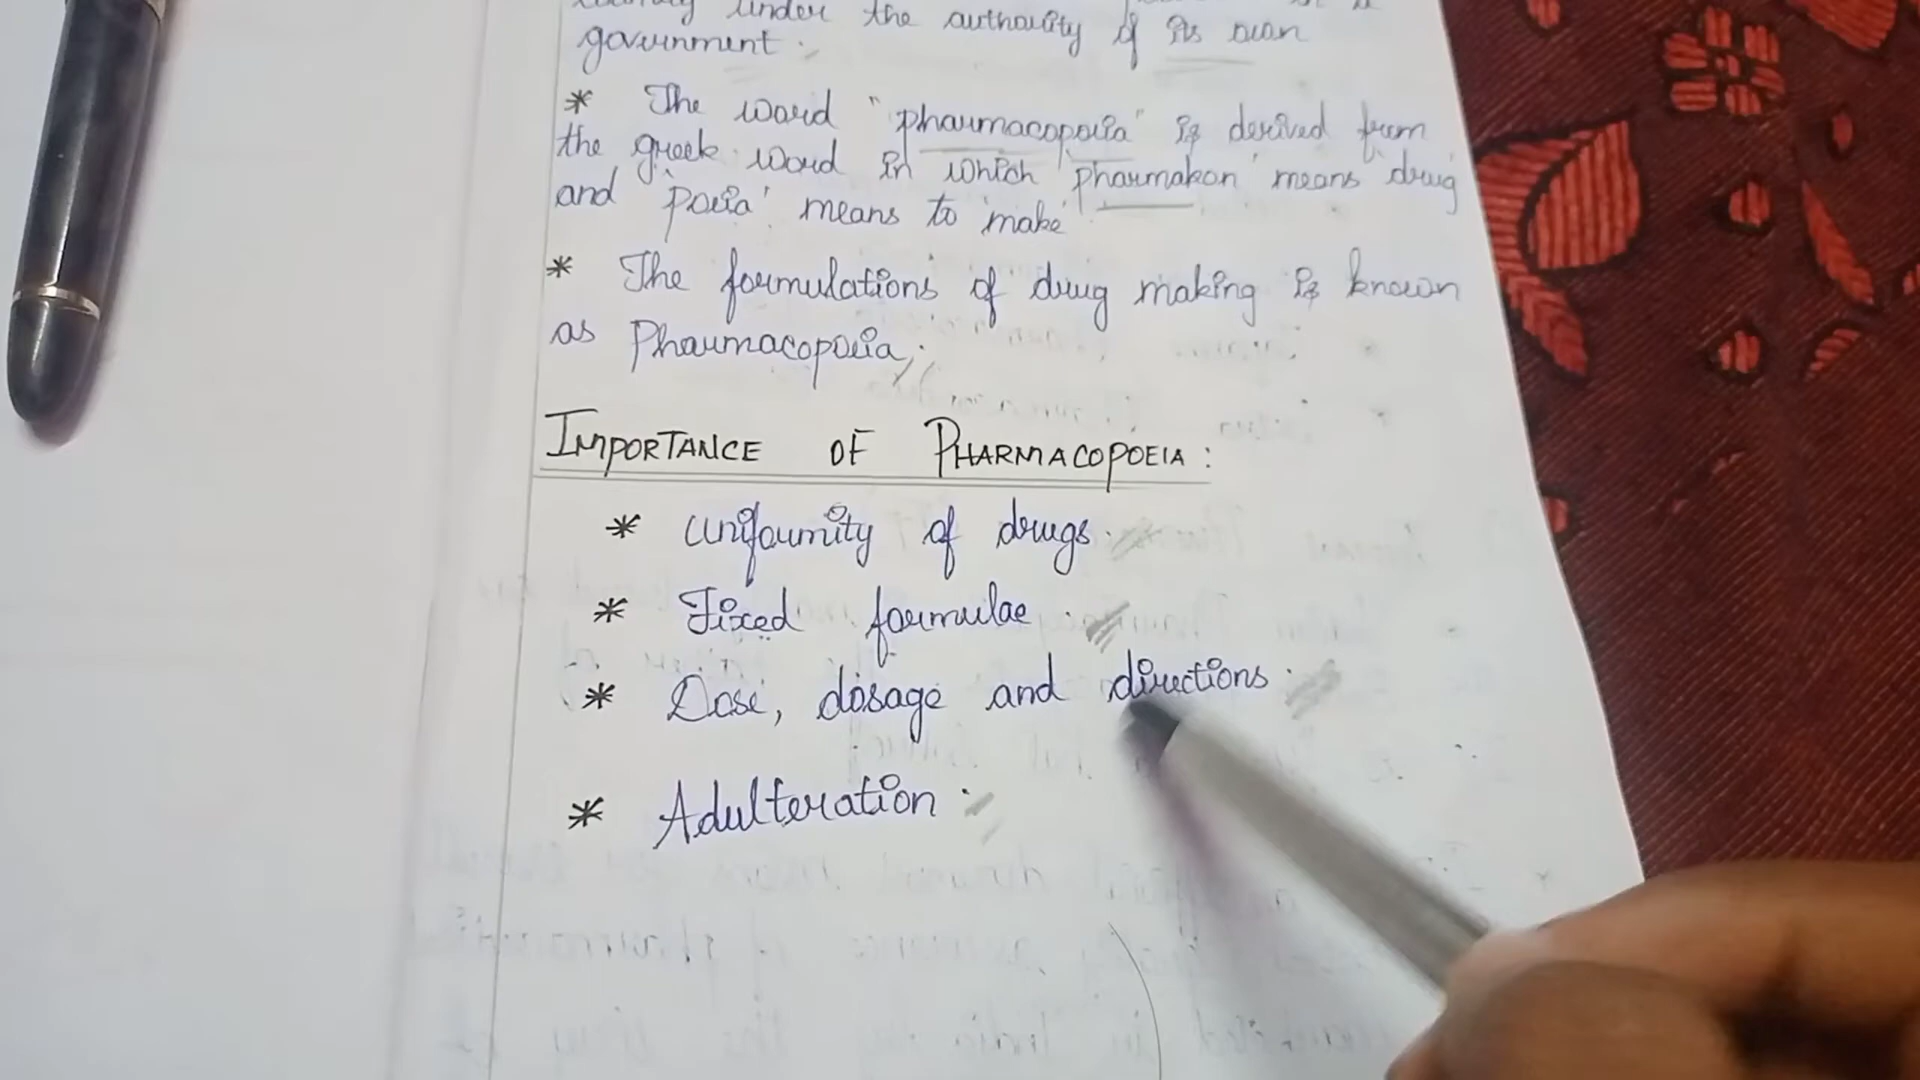 under the authority of its own
government.
* The word "pharmacopoeia" is derived from
the greek word in which 'pharmakon' means 'drug'
and 'poeia' means to 'make'
* The formulations of drug making is known
as Pharmacopoeia.
IMPORTANCE OF PHARMACOPOEIA:
* Uniformity of drugs.
* Fixed formulae.
* Dose, dosage and directions.
* Adulteration.